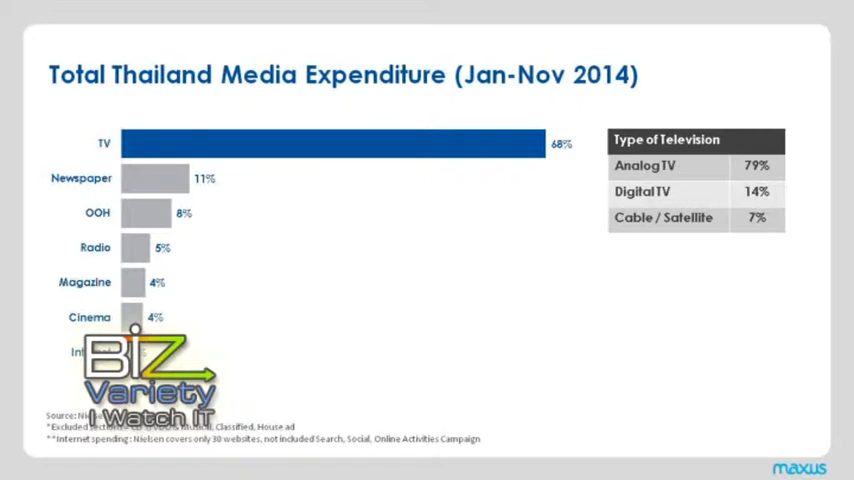 Total Thailand Media Expenditure (Jan-Nov 2014)
TV 68%
Newspaper 11%
OOH 8%
Radio 5%
Magazine 4%
Cinema 4%
Type of Television
Analog TV 79%
Digital TV 14%
Cable / Satellite 7%
Biz
Variety
I Watch IT
Source:
*Excluded Classified, House ad
**Internet spending : Nielsen covers only 30 websites, not included Search, Social, Online Activities Campaign
maxus